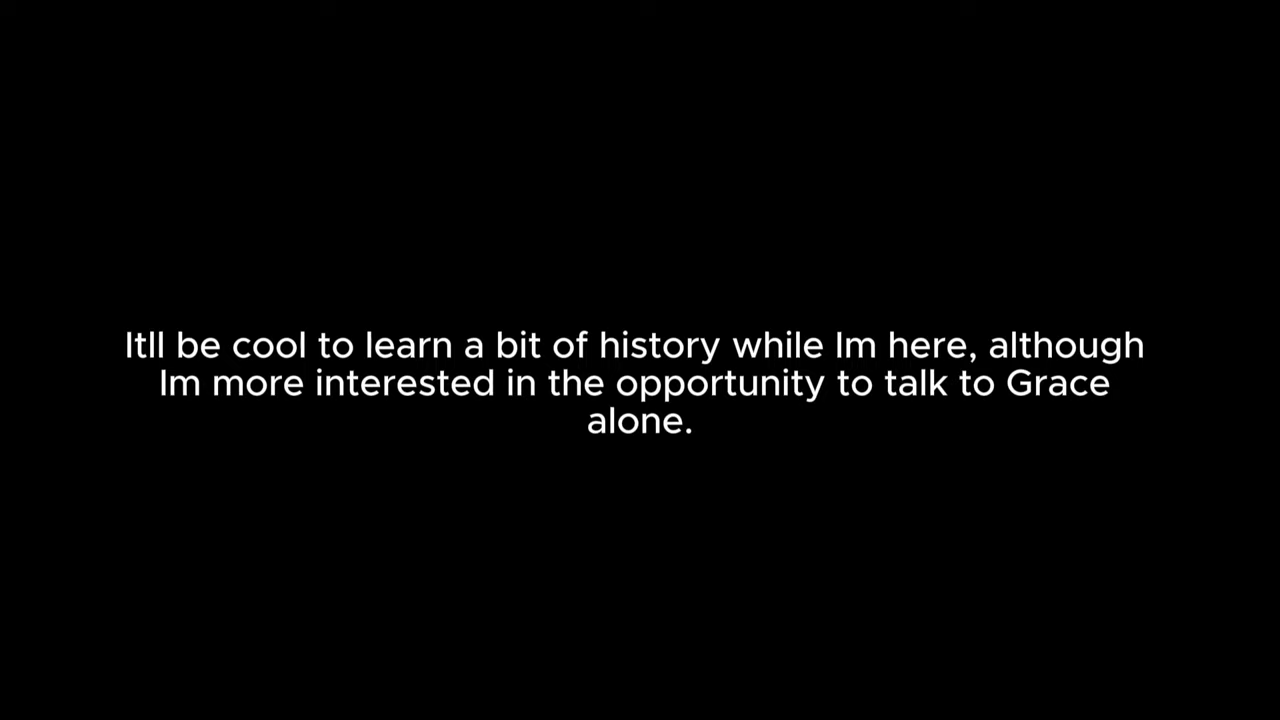 Itll be cool to learn a bit of history while Im here, although
Im more interested in the opportunity to talk to Grace
alone.